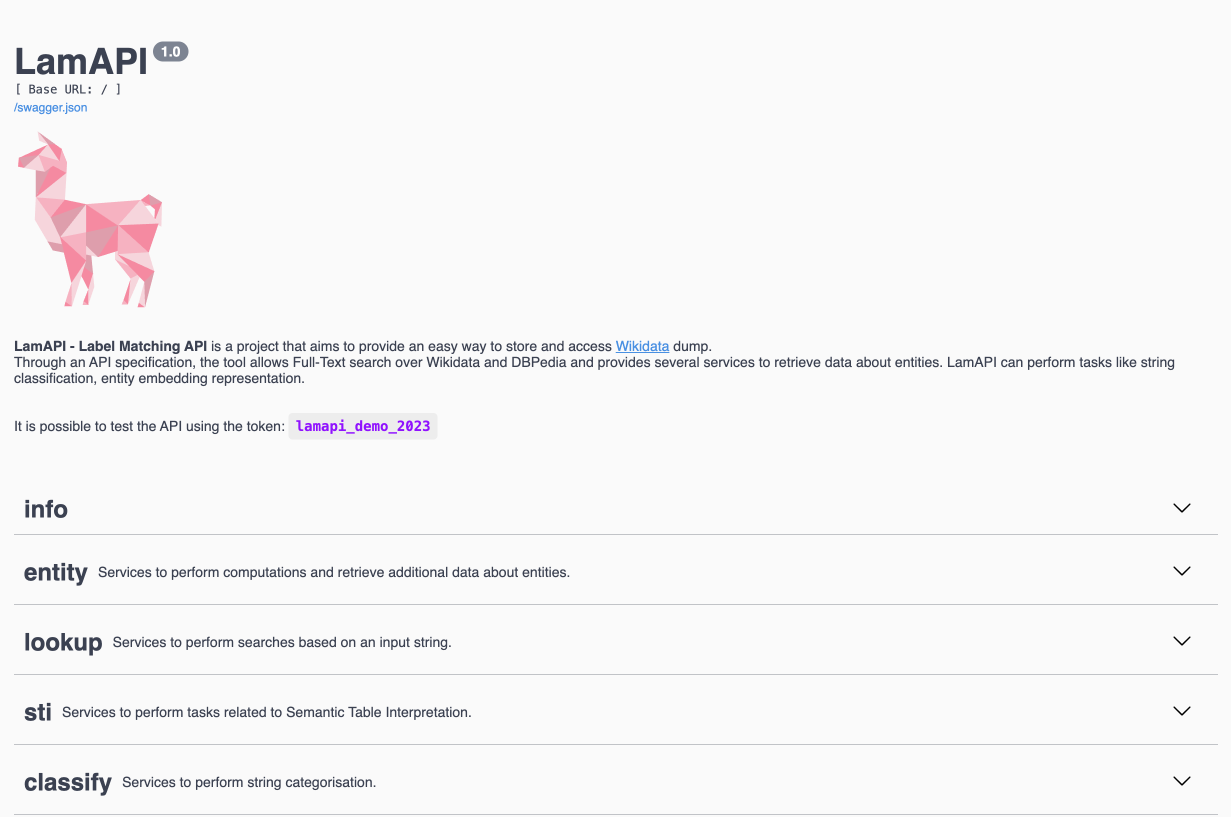 LamAPI 1.0
[ Base URL: / ]
/swagger.json
LamAPI - Label Matching API is a project that aims to provide an easy way to store and access Wikidata dump.
Through an API specification, the tool allows Full-Text search over Wikidata and DBPedia and provides several services to retrieve data about entities. LamAPI can perform tasks like string
classification, entity embedding representation.
It is possible to test the API using the token: lamapi_demo_2023
info
entity Services to perform computations and retrieve additional data about entities.
lookup Services to perform searches based on an input string.
sti Services to perform tasks related to Semantic Table Interpretation.
classify Services to perform string categorisation.